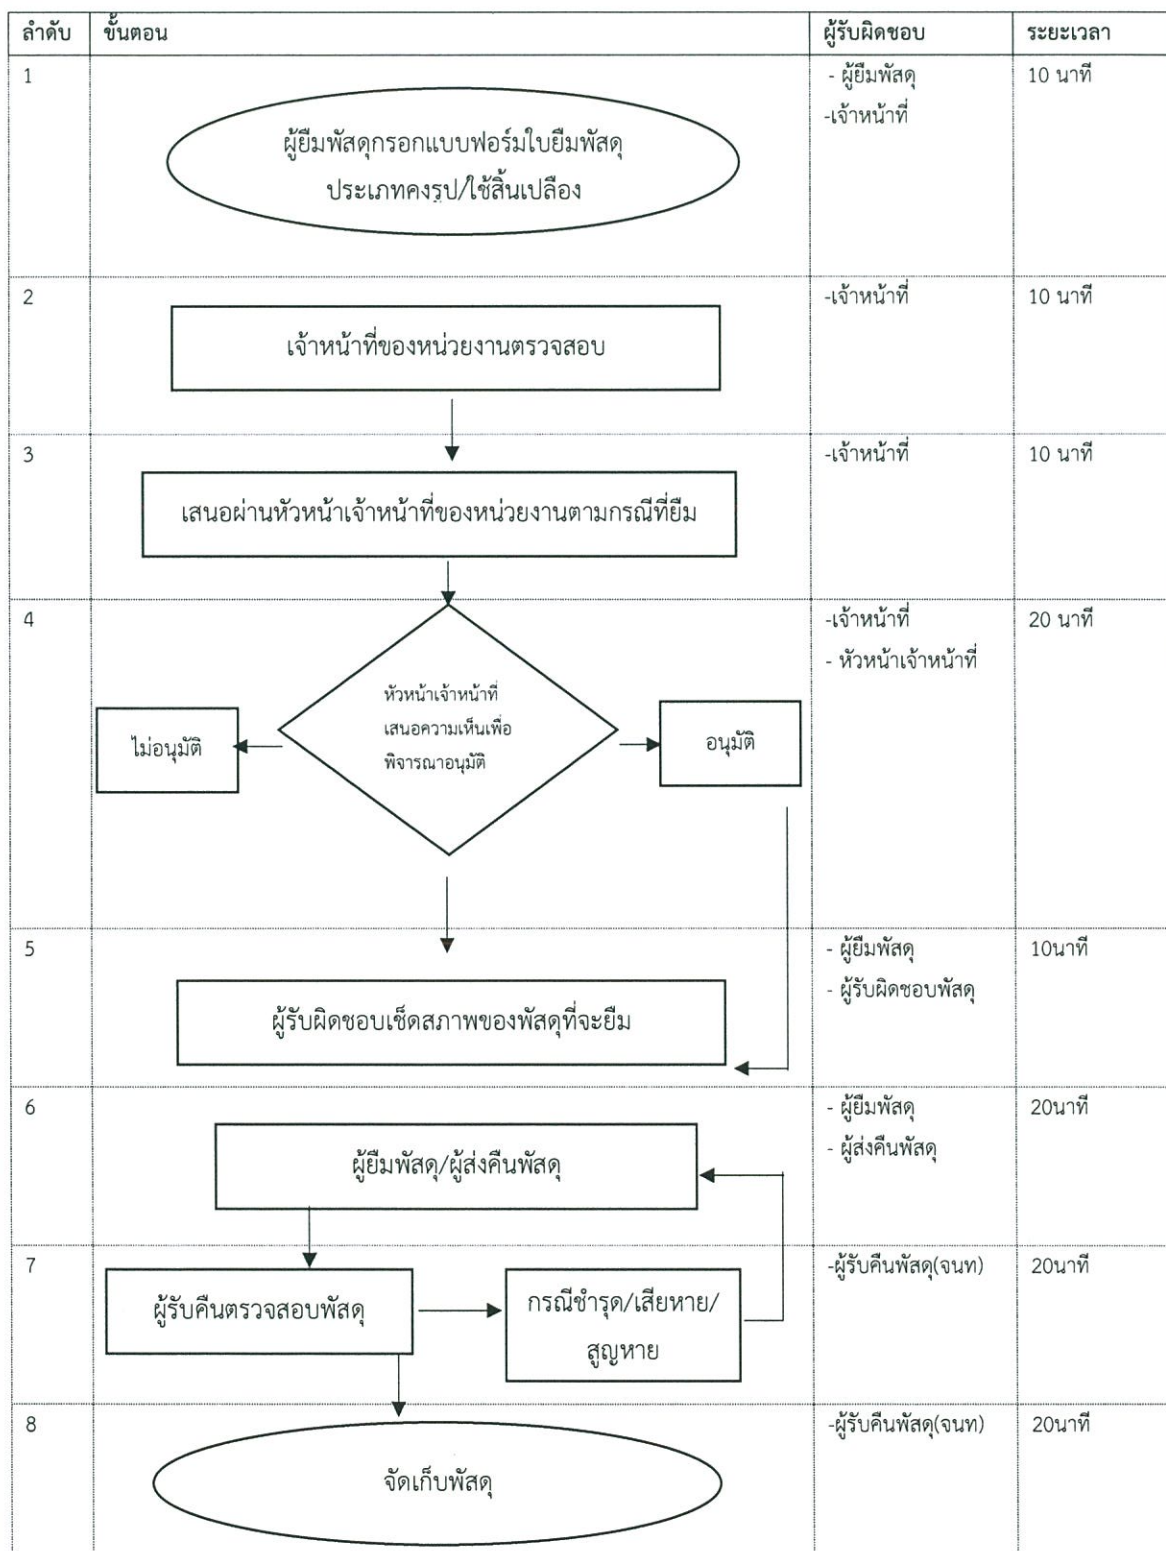 ลำดับ ขั้นตอน ผู้รับผิดชอบ ระยะเวลา
1 - ผู้ยืมพัสดุ 10 นาที
-เจ้าหน้าที่
ผู้ยืมพัสดุกรอกแบบฟอร์มใบยืมพัสดุ
ประเภทคงรูป/ใช้สิ้นเปลือง
2 -เจ้าหน้าที่ 10 นาที
เจ้าหน้าที่ของหน่วยงานตรวจสอบ
3 -เจ้าหน้าที่ 10 นาที
เสนอผ่านหัวหน้าเจ้าหน้าที่ของหน่วยงานตามกรณีที่ยืม
4 -เจ้าหน้าที่ 20 นาที
- หัวหน้าเจ้าหน้าที่
หัวหน้าเจ้าหน้าที่
เสนอความเห็นเพื่อ
พิจารณาอนุมัติ
ไม่อนุมัติ
อนุมัติ
5 - ผู้ยืมพัสดุ 10นาที
- ผู้รับผิดชอบพัสดุ
ผู้รับผิดชอบเช็ดสภาพของพัสดุที่จะยืม
6 - ผู้ยืมพัสดุ 20นาที
- ผู้ส่งคืนพัสดุ
ผู้ยืมพัสดุ/ผู้ส่งคืนพัสดุ
7 -ผู้รับคืนพัสดุ(จนท) 20นาที
ผู้รับคืนตรวจสอบพัสดุ
กรณีชำรุด/เสียหาย/
สูญหาย
8 -ผู้รับคืนพัสดุ(จนท) 20นาที
จัดเก็บพัสดุ